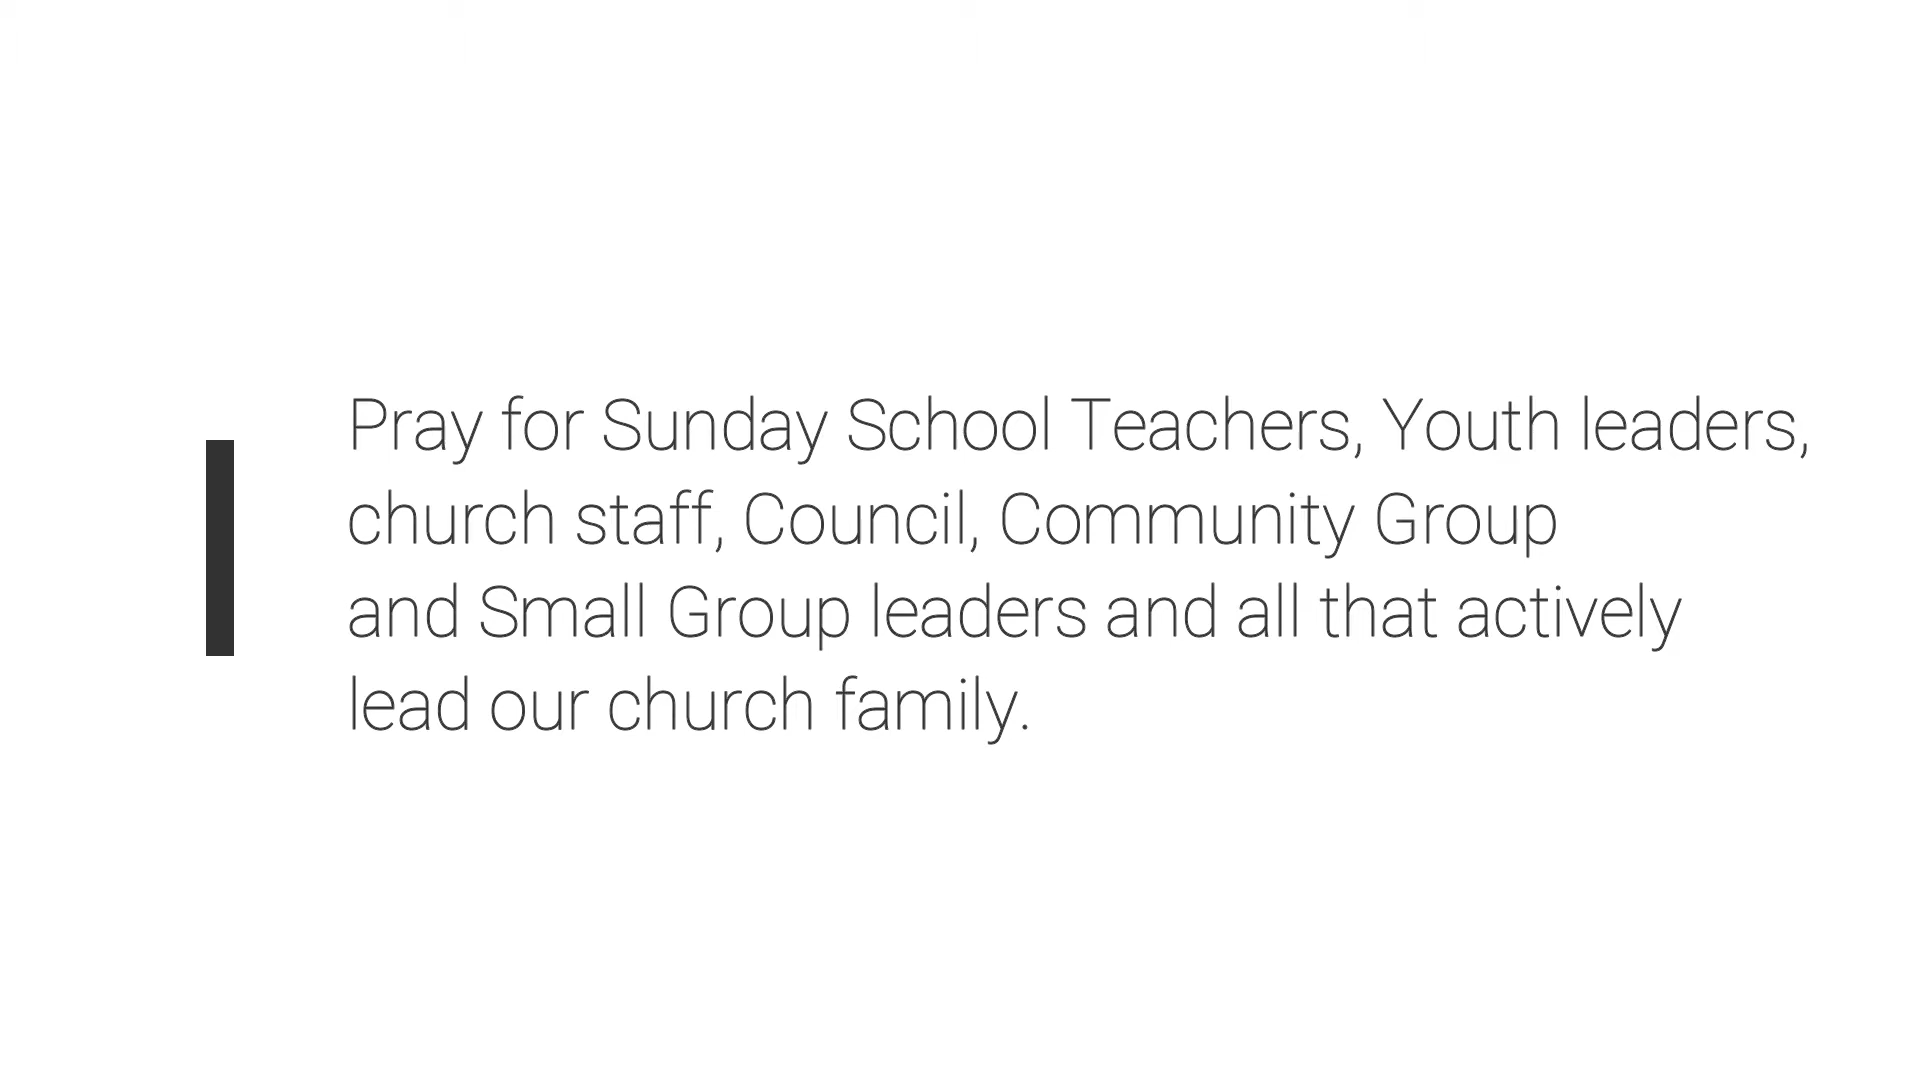 Pray for Sunday School Teachers, Youth leaders,
church staff, Council, Community Group
and Small Group leaders and all that actively
lead our church family.